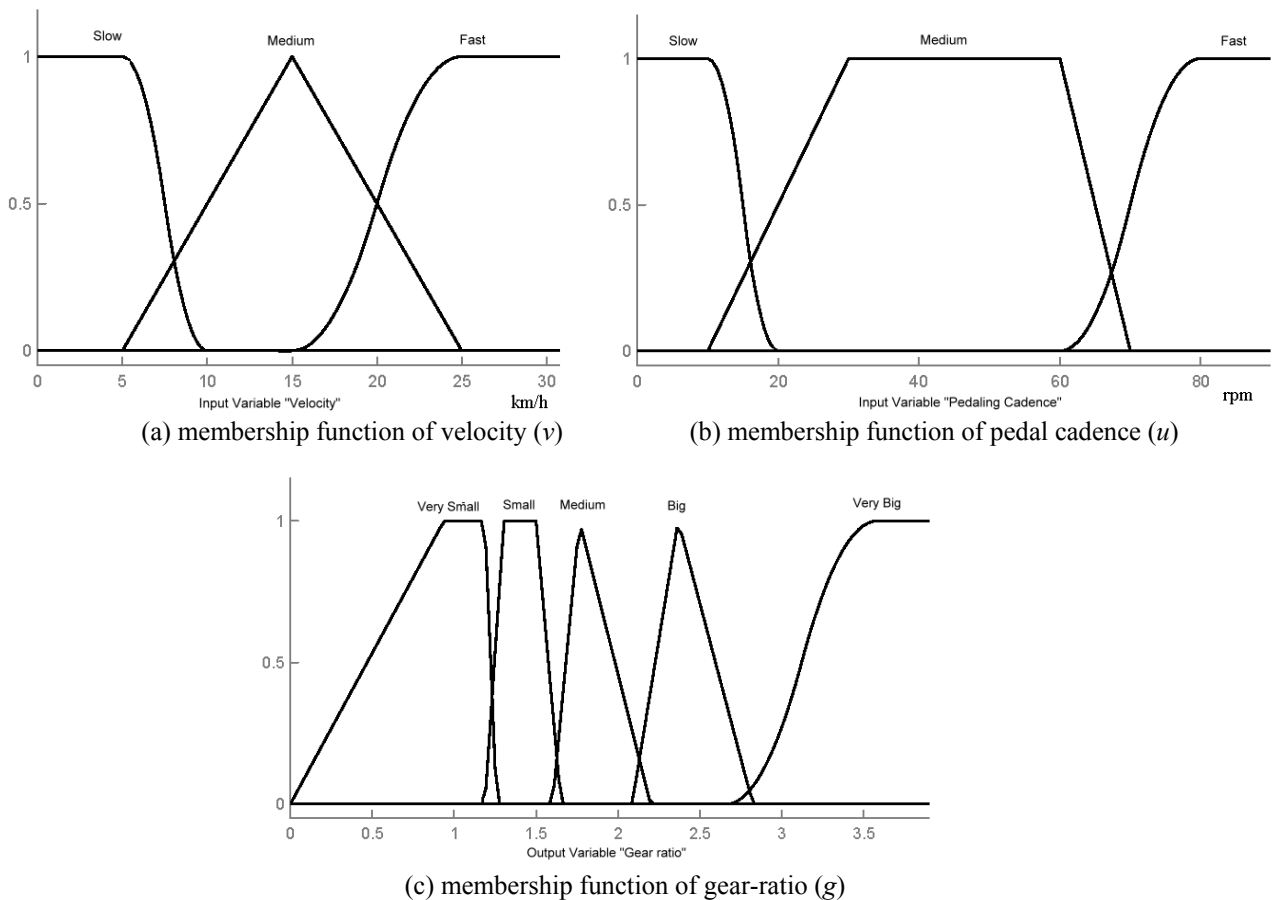 Slow Medium Fast
1
0.5
0
0 5 10 15 20 25 30
Input Variable "Velocity" km/h
(a) membership function of velocity (v)
Slow Medium Fast
1
0.5
0
0 20 40 60 80
Input Variable "Pedaling Cadence" rpm
(b) membership function of pedal cadence (u)
Very Small Small Medium Big Very Big
1
0.5
0
0 0.5 1 1.5 2 2.5 3 3.5
Output Variable "Gear ratio"
(c) membership function of gear-ratio (g)